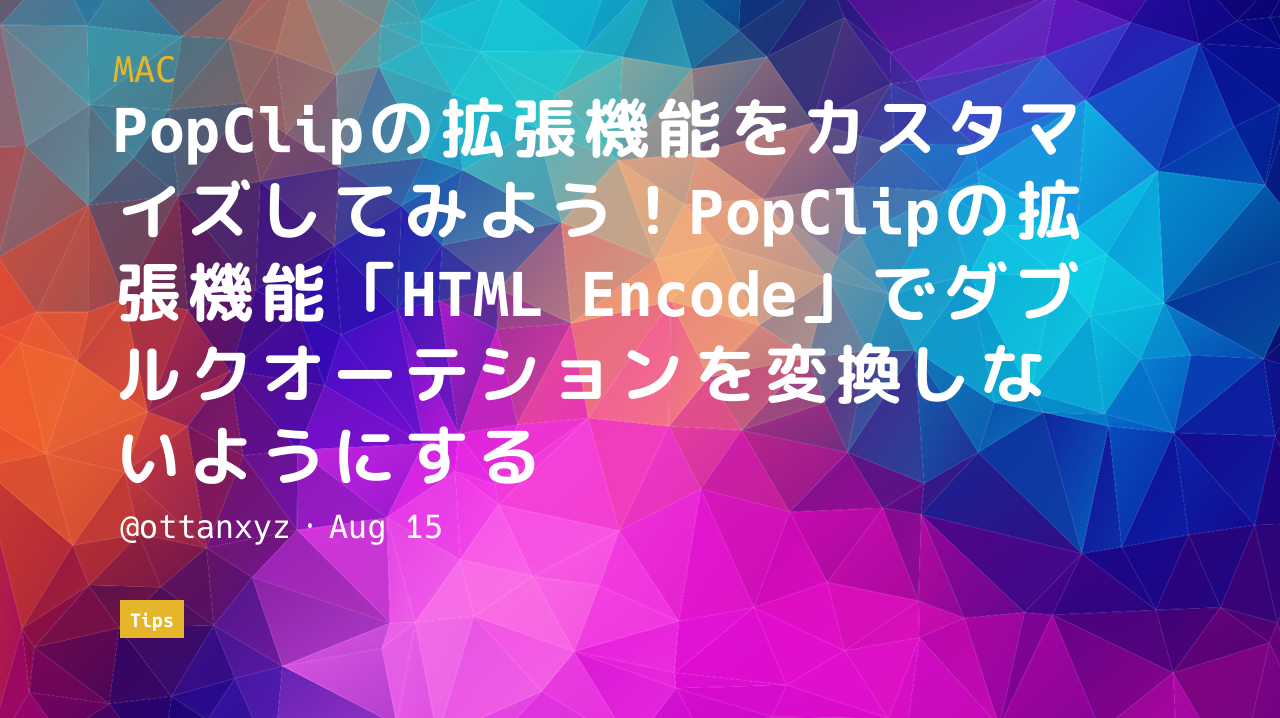 MAC
PopClipの拡張機能をカスタマ
イズしてみよう！PopClipの拡
張機能「HTML Encode」でダブ
ルクオーテションを変換しな
いようにする
@ottanxyz · Aug 15
Tips